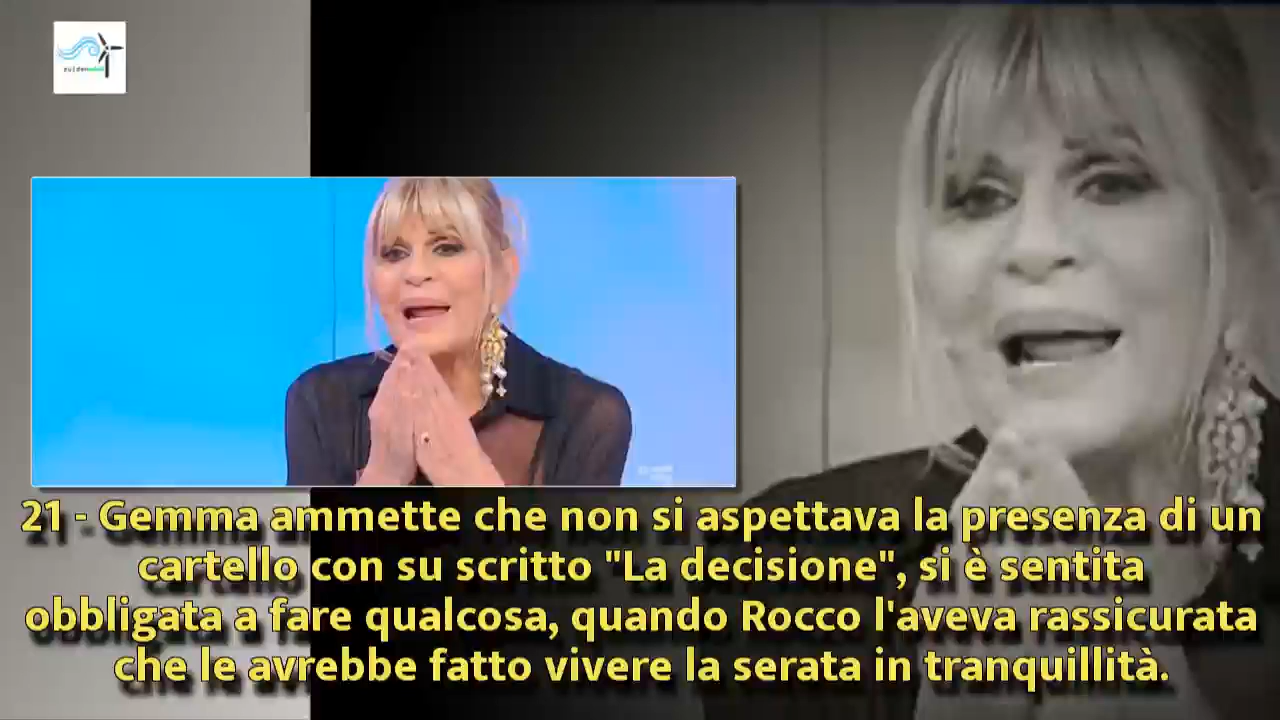 21 - Gemma ammette che non si aspettava la presenza di un
cartello con su scritto "La decisione", si è sentita
obbligata a fare qualcosa, quando Rocco l'aveva rassicurata
che le avrebbe fatto vivere la serata in tranquillità.